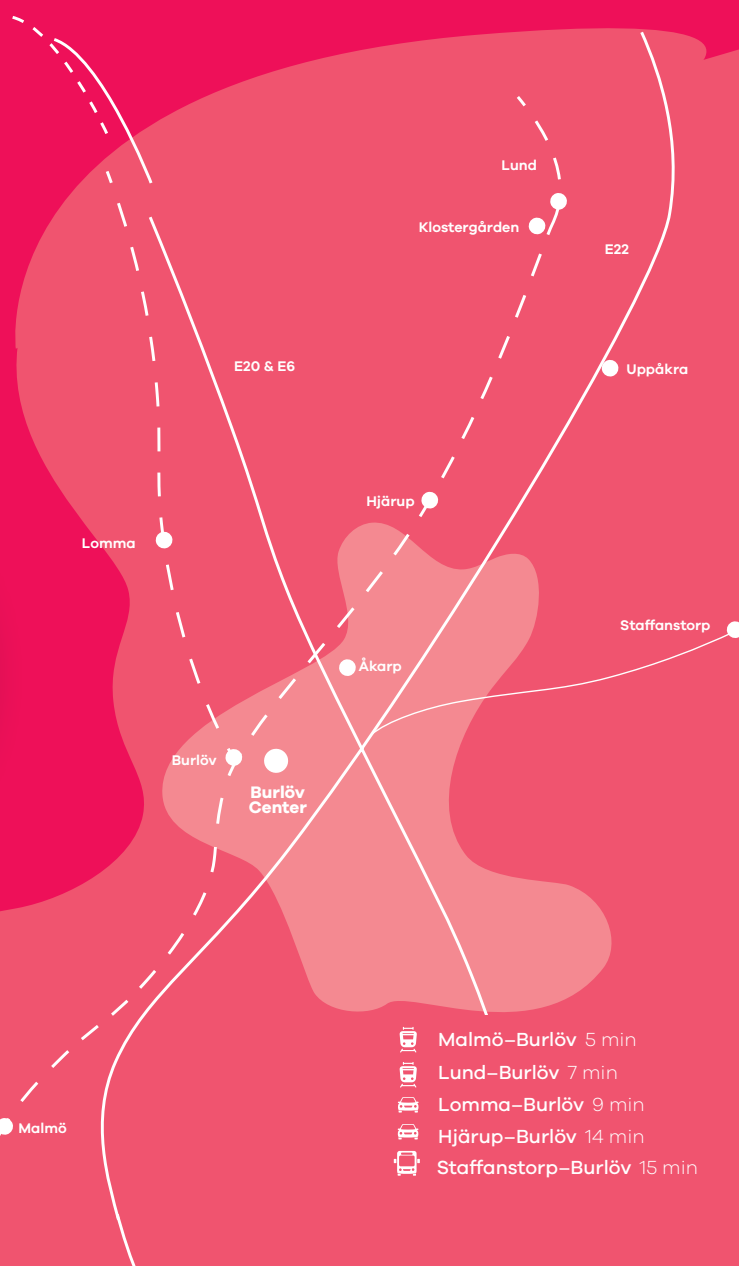 Lund
Klostergården
E22
E20 & E6
Uppåkra
Hjärup
Lomma
Staffanstorp
Åkarp
Burlöv
Burlöv
Center
Malmö–Burlöv 5 min
Lund–Burlöv 7 min
Lomma–Burlöv 9 min
Hjärup–Burlöv 14 min
Staffanstorp–Burlöv 15 min
Malmö